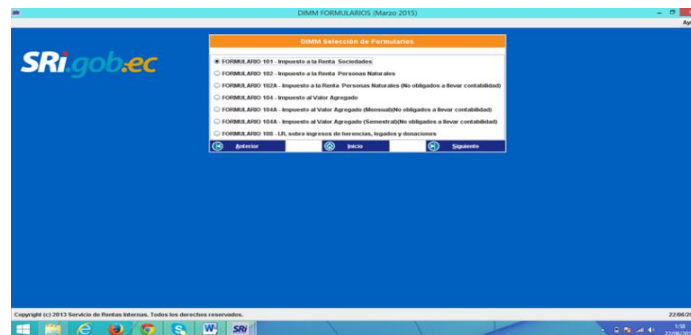 DIMM FORMULARIOS (Marzo 2015)
DIMM Selección de Formularios
SRi.gob.ec
FORMULARIO 101 - Impuesto a la Renta Sociedades
FORMULARIO 102 - Impuesto a la Renta Personas Naturales
FORMULARIO 102A - Impuesto a la Renta Personas Naturales (No obligados a llevar contabilidad)
FORMULARIO 104 - Impuesto al Valor Agregado
FORMULARIO 104A - Impuesto al Valor Agregado (Mensual)(No obligados a llevar contabilidad)
FORMULARIO 104A - Impuesto al Valor Agregado (Semestral)(No obligados a llevar contabilidad)
FORMULARIO 108 - I.R. sobre ingresos de herencias, legados y donaciones
Anterior Inicio Siguiente
Copyright (c) 2013 Servicio de Rentas Internas. Todos los derechos reservados.
SRi